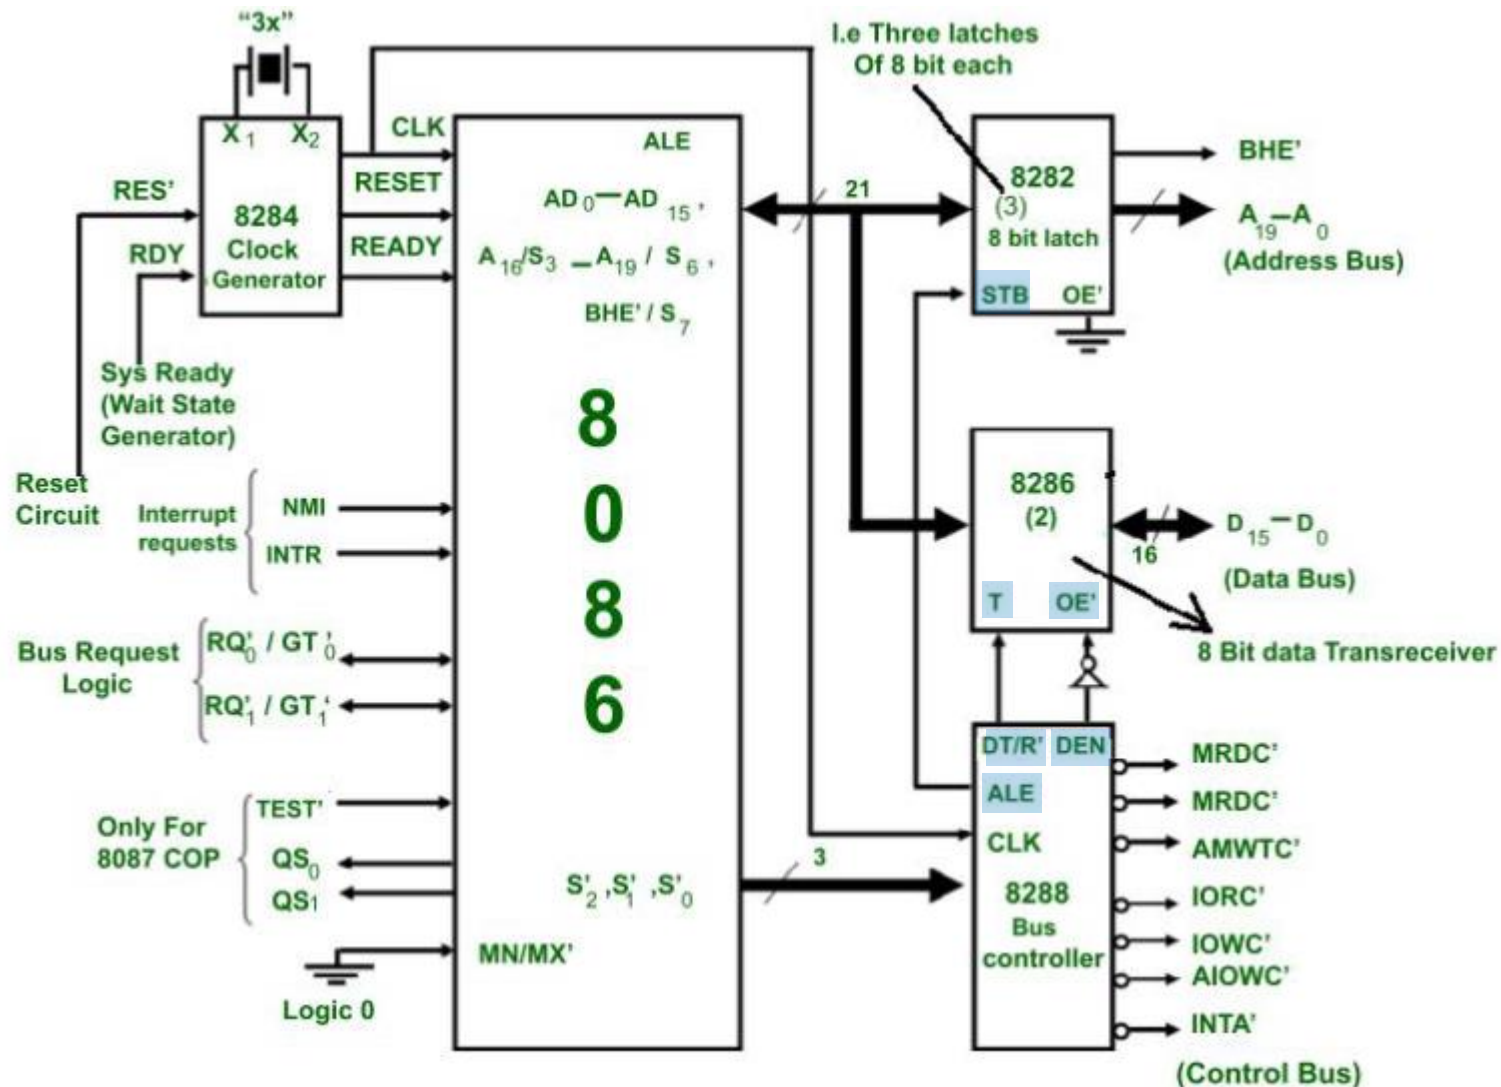 “3x”
X1 X2
8284
Clock
Generator
RES’
RDY
CLK
RESET
READY
Sys Ready
(Wait State
Generator)
Reset
Circuit
Interrupt
requests
NMI
INTR
Bus Request
Logic
RQ'0 / GT'0
RQ'1 / GT'1
Only For
8087 COP
TEST’
QS0
QS1
Logic 0
ALE
AD0—AD15,
A16/S3 – A19 / S6,
BHE’ / S7
8
0
8
6
S'2 ,S'1 ,S'0
MN/MX’
21
3
I.e Three latches
Of 8 bit each
8282
(3)
8 bit latch
STB OE’
BHE’
A19–A0
(Address Bus)
8286
(2)
T OE’
16
D15–D0
(Data Bus)
8 Bit data Transreceiver
DT/R’ DEN
ALE
CLK
8288
Bus
controller
MRDC’
MRDC’
AMWTC’
IORC’
IOWC’
AIOWC’
INTA’
(Control Bus)